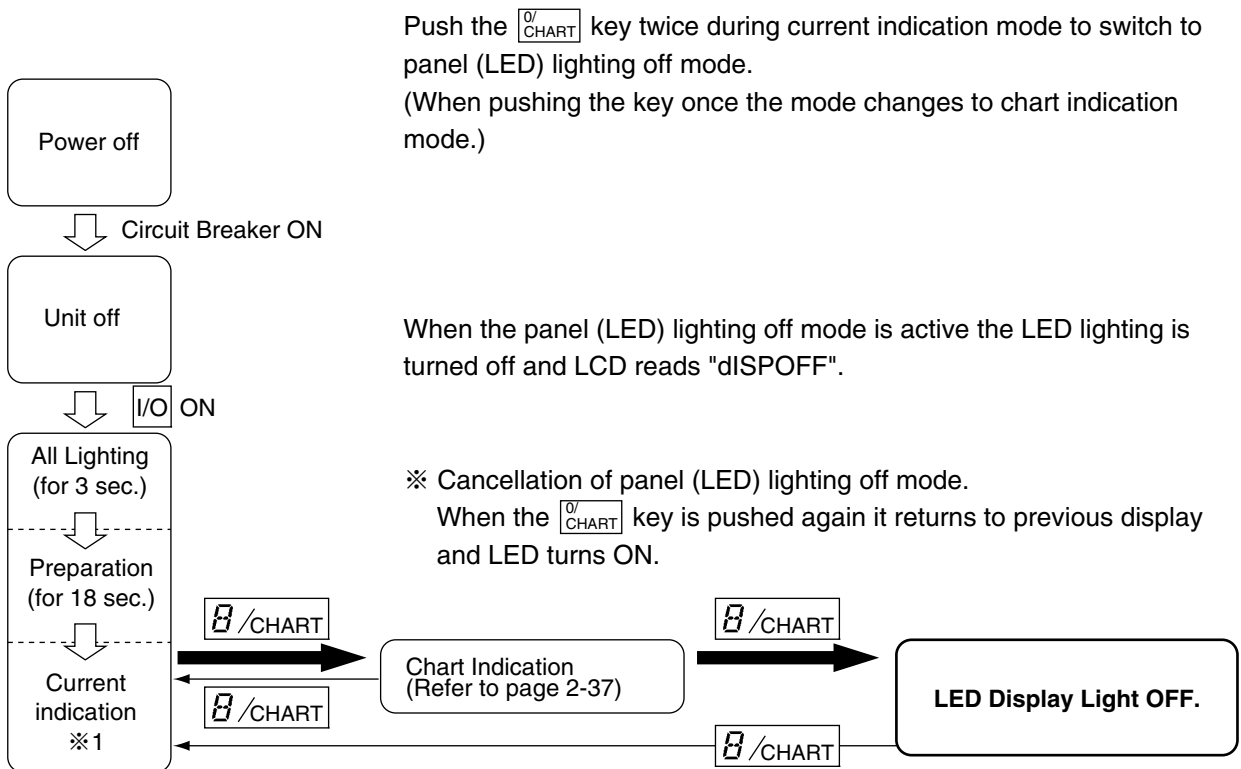 Push the 0/CHART key twice during current indication mode to switch to
panel (LED) lighting off mode.
(When pushing the key once the mode changes to chart indication
mode.)
Power off
Circuit Breaker ON
Unit off
When the panel (LED) lighting off mode is active the LED lighting is
turned off and LCD reads "dISPOFF".
I/O ON
All Lighting
(for 3 sec.)
※ Cancellation of panel (LED) lighting off mode.
When the 0/CHART key is pushed again it returns to previous display
and LED turns ON.
Preparation
(for 18 sec.)
8/CHART
8/CHART
Chart Indication
(Refer to page 2-37)
Current
indication
※1
8/CHART
LED Display Light OFF.
8/CHART